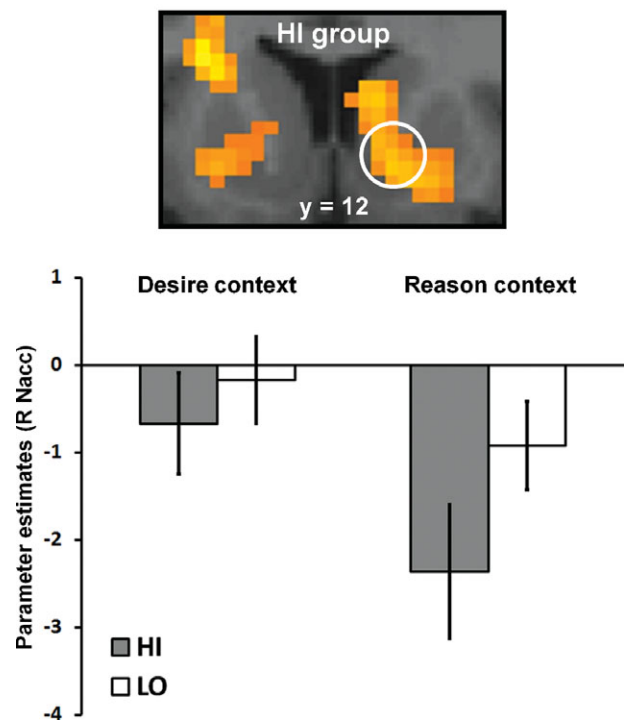 HI group
y = 12
Desire context
Reason context
Parameter estimates (R Nacc)
1
0
-1
-2
-3
-4
HI
LO